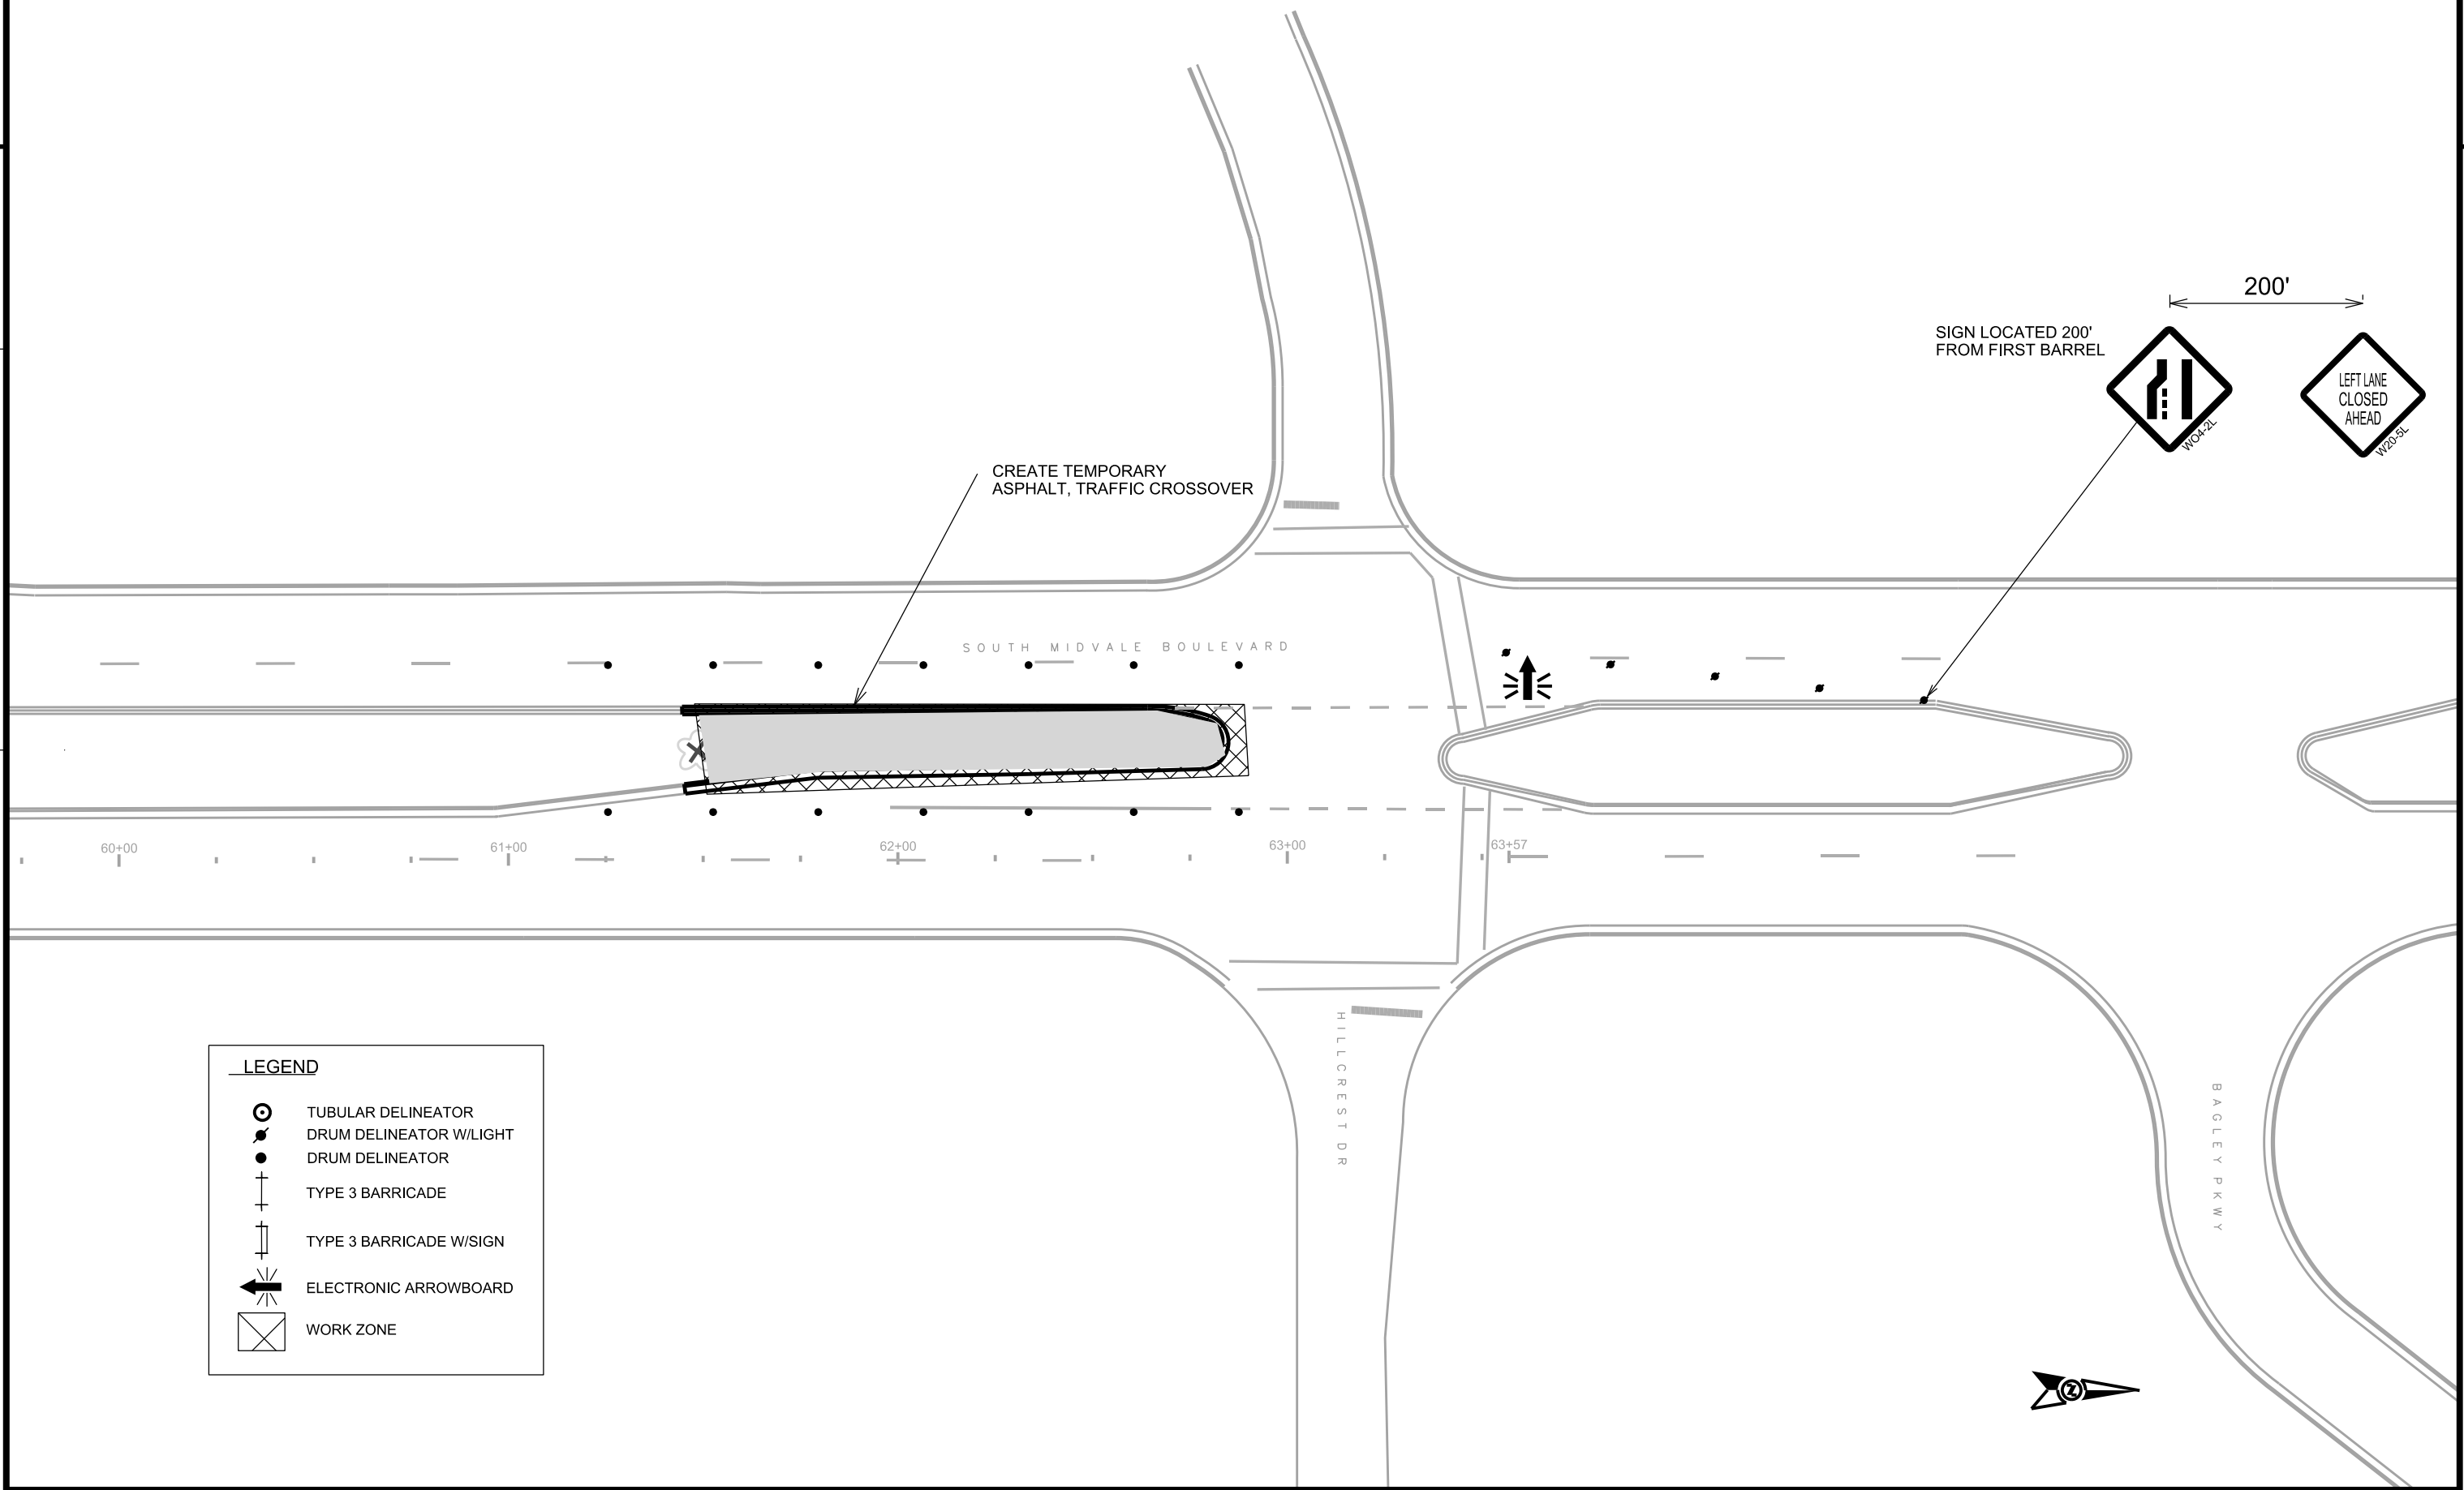 200'
SIGN LOCATED 200'
FROM FIRST BARREL
LEFT LANE
CLOSED
AHEAD
WO4-2L
W20-5L
CREATE TEMPORARY
ASPHALT, TRAFFIC CROSSOVER
SOUTH MIDVALE BOULEVARD
60+00
61+00
62+00
63+00
63+57
HILLCREST DR
BAGLEY PKWY
LEGEND
TUBULAR DELINEATOR
DRUM DELINEATOR W/LIGHT
DRUM DELINEATOR
TYPE 3 BARRICADE
TYPE 3 BARRICADE W/SIGN
ELECTRONIC ARROWBOARD
WORK ZONE
Z